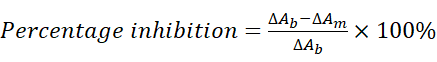 Percentage inhibition = (ΔA_b−ΔA_m)/ΔA_b × 100%